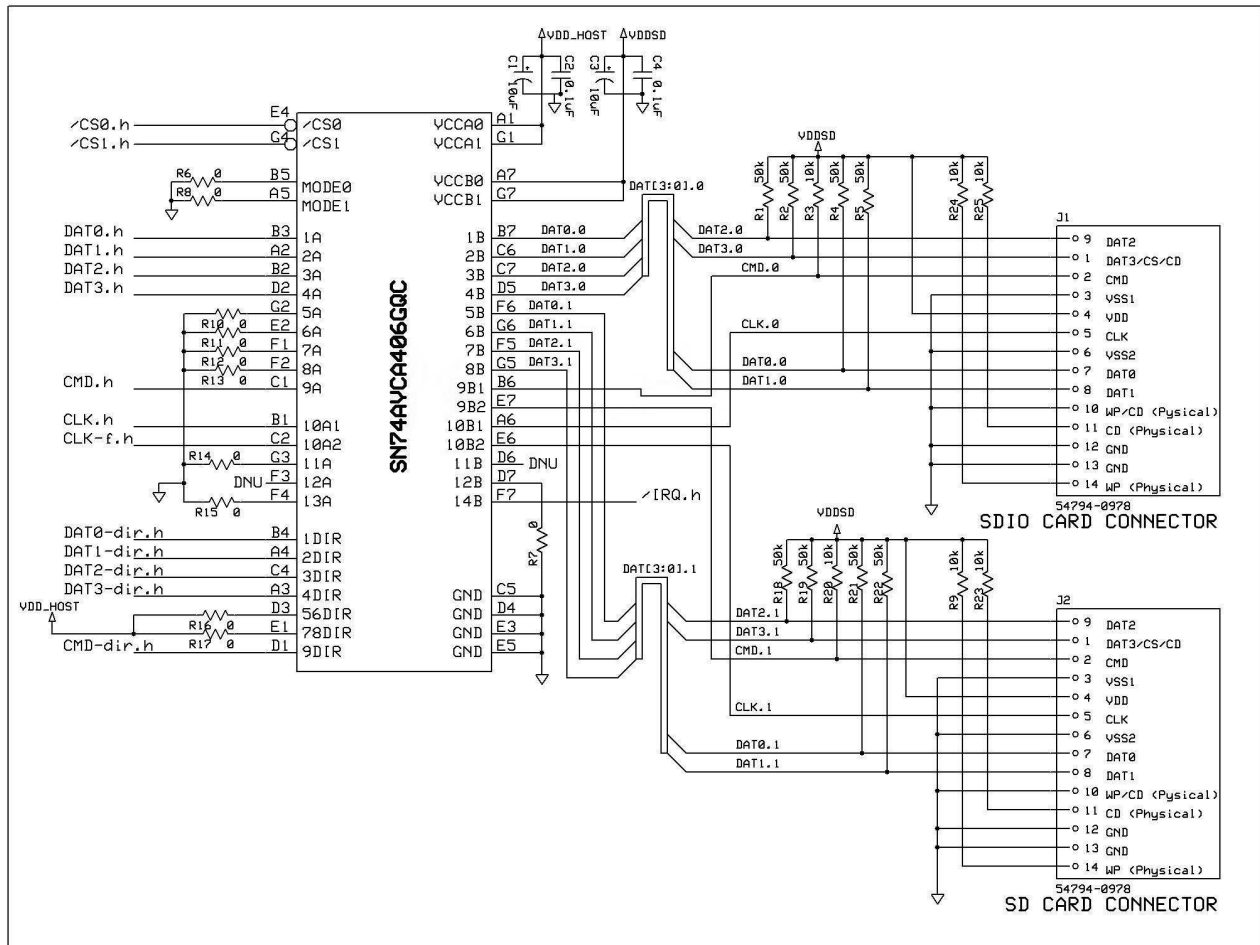 VDD_HOST VDDSD
C1 10uF
C2 0.1uF
C3 10uF
C4 0.1uF
/CS0.h E4 /CS0 VCCA0 A1
/CS1.h G4 /CS1 VCCA1 G1
R6 0 B5 MODE0 VCCB0 A7
R8 0 A5 MODE1 VCCB1 G7
DAT0.h B3 1A 1B B7 DAT0.0
DAT1.h A2 2A 2B C6 DAT1.0
DAT2.h B2 3A 3B C7 DAT2.0
DAT3.h D2 4A 4B D5 DAT3.0
G2 5A 5B F6 DAT0.1
R10 0 E2 6A 6B G6 DAT1.1
R11 0 F1 7A 7B F5 DAT2.1
R12 0 F2 8A 8B G5 DAT3.1
R13 0
CMD.h C1 9A 9B1 B6
9B2 E7
CLK.h B1 10A1 10B1 A6
CLK-f.h C2 10A2 10B2 E6
R14 0 G3 11A 11B D6 DNU
DNU F3 12A 12B D7
F4 13A 14B F7 /IRQ.h
R15 0
R7 0
DAT0-dir.h B4 1DIR
DAT1-dir.h A4 2DIR
DAT2-dir.h C4 3DIR
DAT3-dir.h A3 4DIR GND C5
VDD_HOST D3 56DIR GND D4
R16 0 E1 78DIR GND E3
CMD-dir.h R17 0 D1 9DIR GND E5
SN74AVCA406GQC
DAT[3:0].0
VDDSD
R1 50k
R2 50k
R3 10k
R4 50k
R5 50k
R24 10k
R25 10k
DAT2.0
DAT3.0
CMD.0
CLK.0
DAT0.0
DAT1.0
J1
9 DAT2
1 DAT3/CS/CD
2 CMD
3 VSS1
4 VDD
5 CLK
6 VSS2
7 DAT0
8 DAT1
10 WP/CD (Pysical)
11 CD (Physical)
12 GND
13 GND
14 WP (Physical)
54794-0978
SDIO CARD CONNECTOR
DAT[3:0].1
VDDSD
R18 50k
R19 50k
R20 10k
R21 50k
R22 50k
R9 10k
R23 10k
DAT2.1
DAT3.1
CMD.1
CLK.1
DAT0.1
DAT1.1
J2
9 DAT2
1 DAT3/CS/CD
2 CMD
3 VSS1
4 VDD
5 CLK
6 VSS2
7 DAT0
8 DAT1
10 WP/CD (Pysical)
11 CD (Physical)
12 GND
13 GND
14 WP (Physical)
54794-0978
SD CARD CONNECTOR